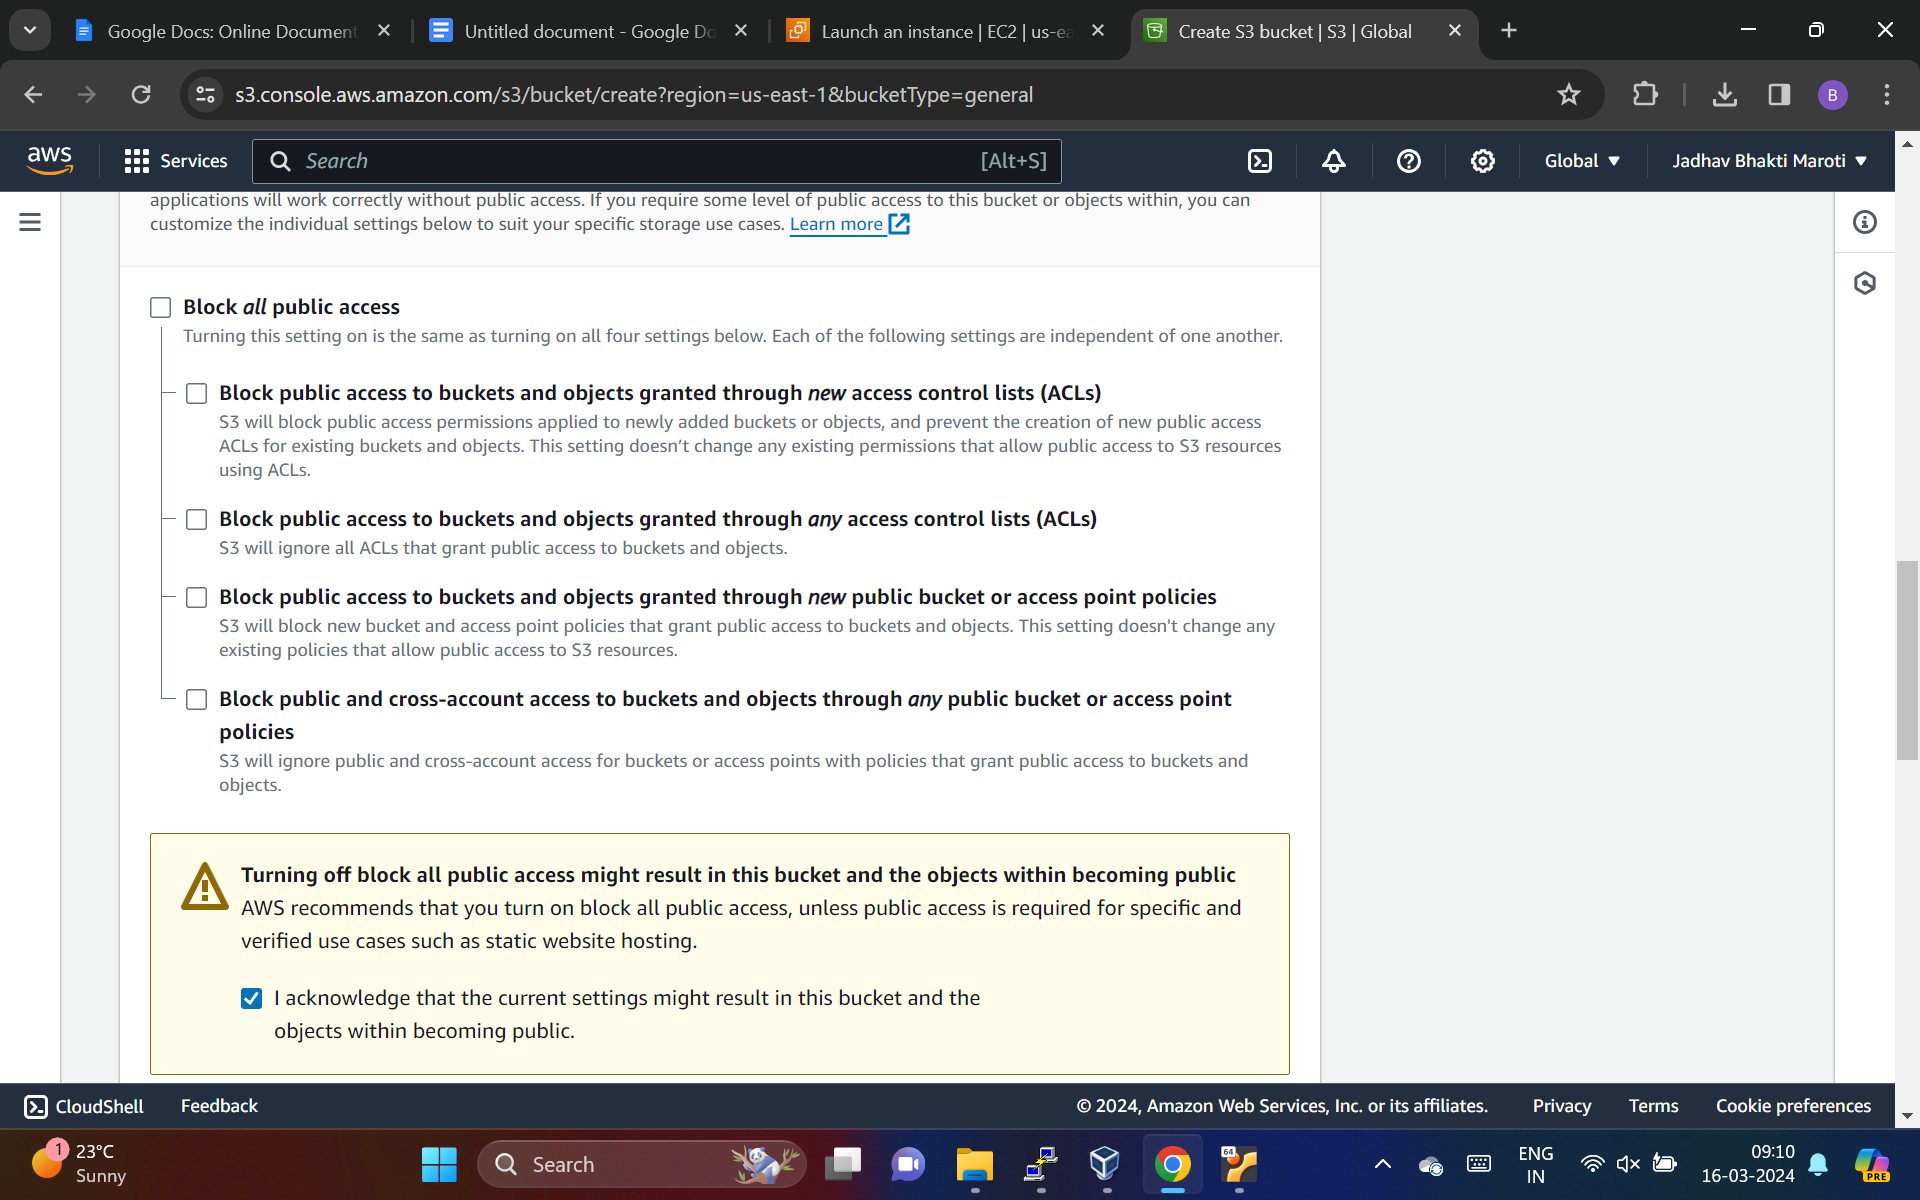 Google Docs: Online Document
Untitled document - Google Do
Launch an instance | EC2 | us-ea
Create S3 bucket | S3 | Global
s3.console.aws.amazon.com/s3/bucket/create?region=us-east-1&bucketType=general
B
aws
Services
Search
[Alt+S]
Global
Jadhav Bhakti Maroti
applications will work correctly without public access. If you require some level of public access to this bucket or objects within, you can
customize the individual settings below to suit your specific storage use cases. Learn more
Block all public access
Turning this setting on is the same as turning on all four settings below. Each of the following settings are independent of one another.
Block public access to buckets and objects granted through new access control lists (ACLs)
S3 will block public access permissions applied to newly added buckets or objects, and prevent the creation of new public access
ACLs for existing buckets and objects. This setting doesn’t change any existing permissions that allow public access to S3 resources
using ACLs.
Block public access to buckets and objects granted through any access control lists (ACLs)
S3 will ignore all ACLs that grant public access to buckets and objects.
Block public access to buckets and objects granted through new public bucket or access point policies
S3 will block new bucket and access point policies that grant public access to buckets and objects. This setting doesn't change any
existing policies that allow public access to S3 resources.
Block public and cross-account access to buckets and objects through any public bucket or access point
policies
S3 will ignore public and cross-account access for buckets or access points with policies that grant public access to buckets and
objects.
Turning off block all public access might result in this bucket and the objects within becoming public
AWS recommends that you turn on block all public access, unless public access is required for specific and
verified use cases such as static website hosting.
I acknowledge that the current settings might result in this bucket and the
objects within becoming public.
CloudShell
Feedback
© 2024, Amazon Web Services, Inc. or its affiliates.
Privacy
Terms
Cookie preferences
1
23°C
Sunny
Search
64
ENG
IN
09:10
16-03-2024
PRE